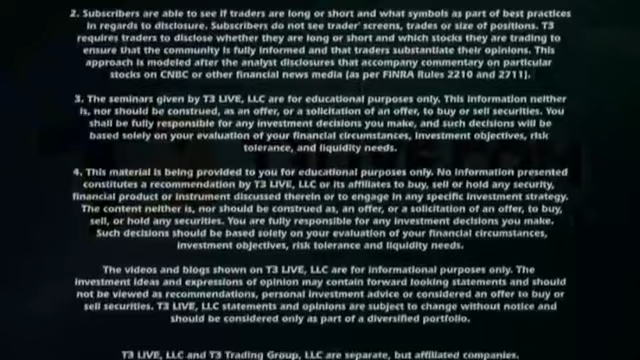 2. Subscribers are able to see if traders are long or short and what symbols as part of best practices
in regards to disclosure. Subscribers do not see trader' screens, trades or size of positions. T3
requires traders to disclose whether they are long or short and which stocks they are trading to
ensure that the community is fully informed and that traders substantiate their opinions. This
approach is modeled after the analyst disclosures that accompany commentary on particular
stocks on CNBC or other financial news media (as per FINRA Rules 2210 and 2711).
3. The seminars given by T3 LIVE, LLC are for educational purposes only. This information neither
is, nor should be construed, as an offer, or a solicitation of an offer, to buy or sell securities. You
shall be fully responsible for any investment decisions you make, and such decisions will be
based solely on your evaluation of your financial circumstances, investment objectives, risk
tolerance, and liquidity needs.
4. This material is being provided to you for educational purposes only. No information presented
constitutes a recommendation by T3 LIVE, LLC or its affiliates to buy, sell or hold any security,
financial product or instrument discussed therein or to engage in any specific investment strategy.
The content neither is, nor should be construed as, an offer, or a solicitation of an offer, to buy,
sell, or hold any securities. You are fully responsible for any investment decisions you make.
Such decisions should be based solely on your evaluation of your financial circumstances,
investment objectives, risk tolerance and liquidity needs.
The videos and blogs shown on T3 LIVE, LLC are for informational purposes only. The
investment ideas and expressions of opinion may contain forward looking statements and should
not be viewed as recommendations, personal investment advice or considered an offer to buy or
sell securities. T3 LIVE, LLC statements and opinions are subject to change without notice and
should be considered only as part of a diversified portfolio.
T3 LIVE, LLC and T3 Trading Group, LLC are separate, but affiliated companies.